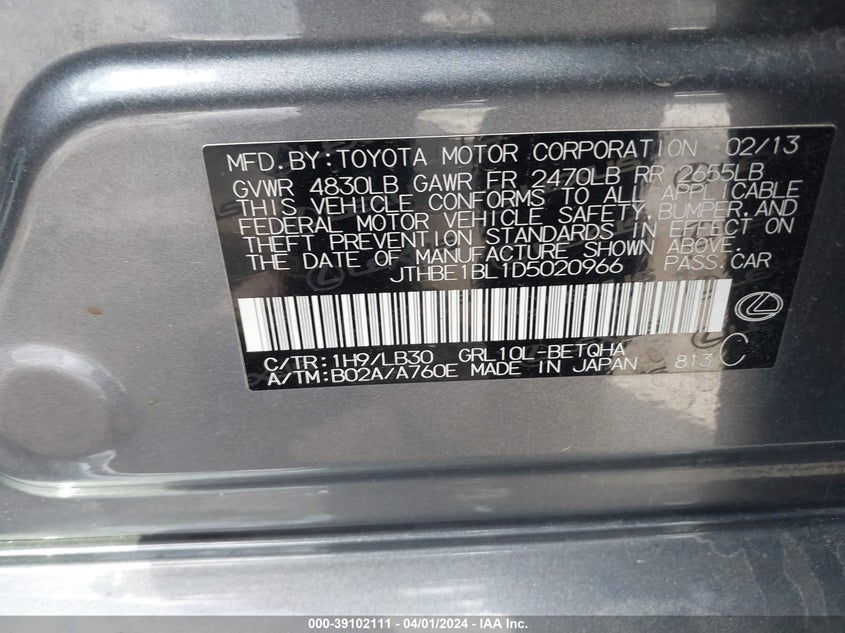 MFD. BY: TOYOTA MOTOR CORPORATION 02/13
GVWR 4830LB GAWR FR 2470LB RR 2655LB
THIS VEHICLE CONFORMS TO ALL APPLICABLE
FEDERAL MOTOR VEHICLE SAFETY, BUMPER, AND
THEFT PREVENTION STANDARDS IN EFFECT ON
THE DATE OF MANUFACTURE SHOWN ABOVE.
JTHBE1BL1D5020966 PASS CAR
C/TR: 1H9/LB30 GRL10L-BETQHA
A/TM: B02A/A760E MADE IN JAPAN 813 C
000-39102111 - 04/01/2024 - IAA Inc.